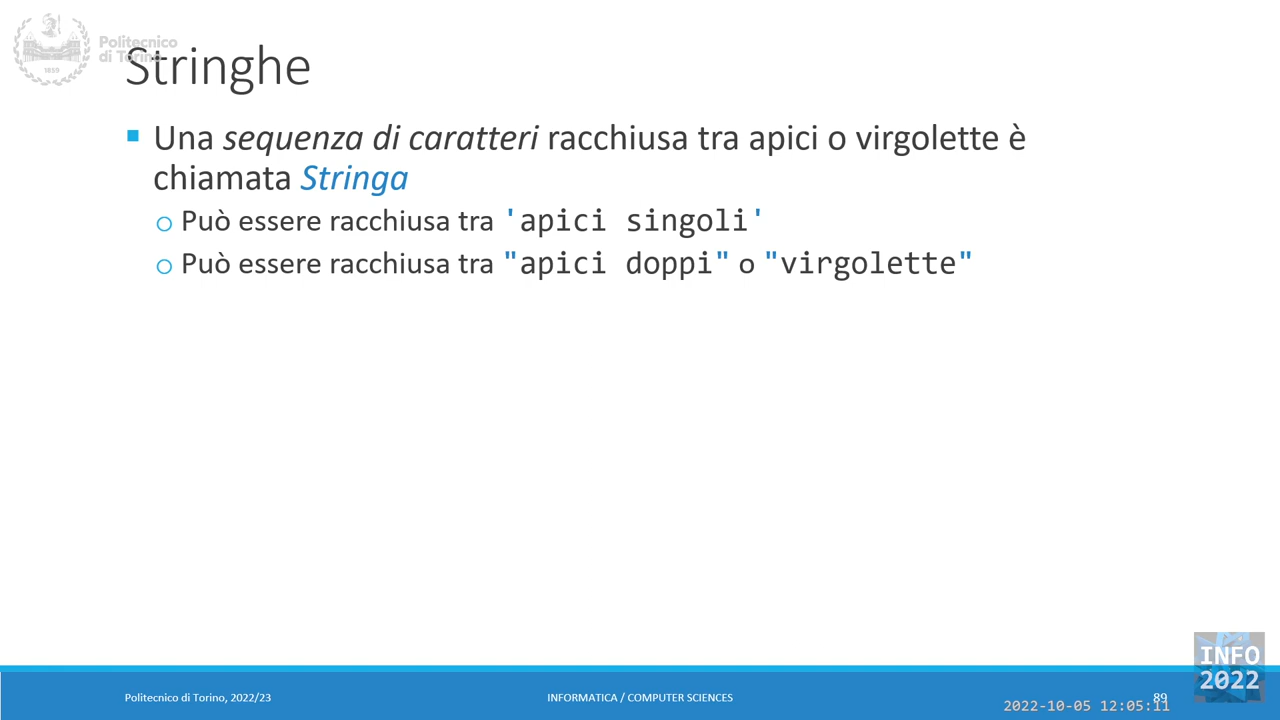 Politecnico
di Torino
1859
Stringhe
Una sequenza di caratteri racchiusa tra apici o virgolette è
chiamata Stringa
Può essere racchiusa tra 'apici singoli'
Può essere racchiusa tra "apici doppi" o "virgolette"
INFO
2022
Politecnico di Torino, 2022/23
INFORMATICA / COMPUTER SCIENCES
89
2022-10-05 12:05:11